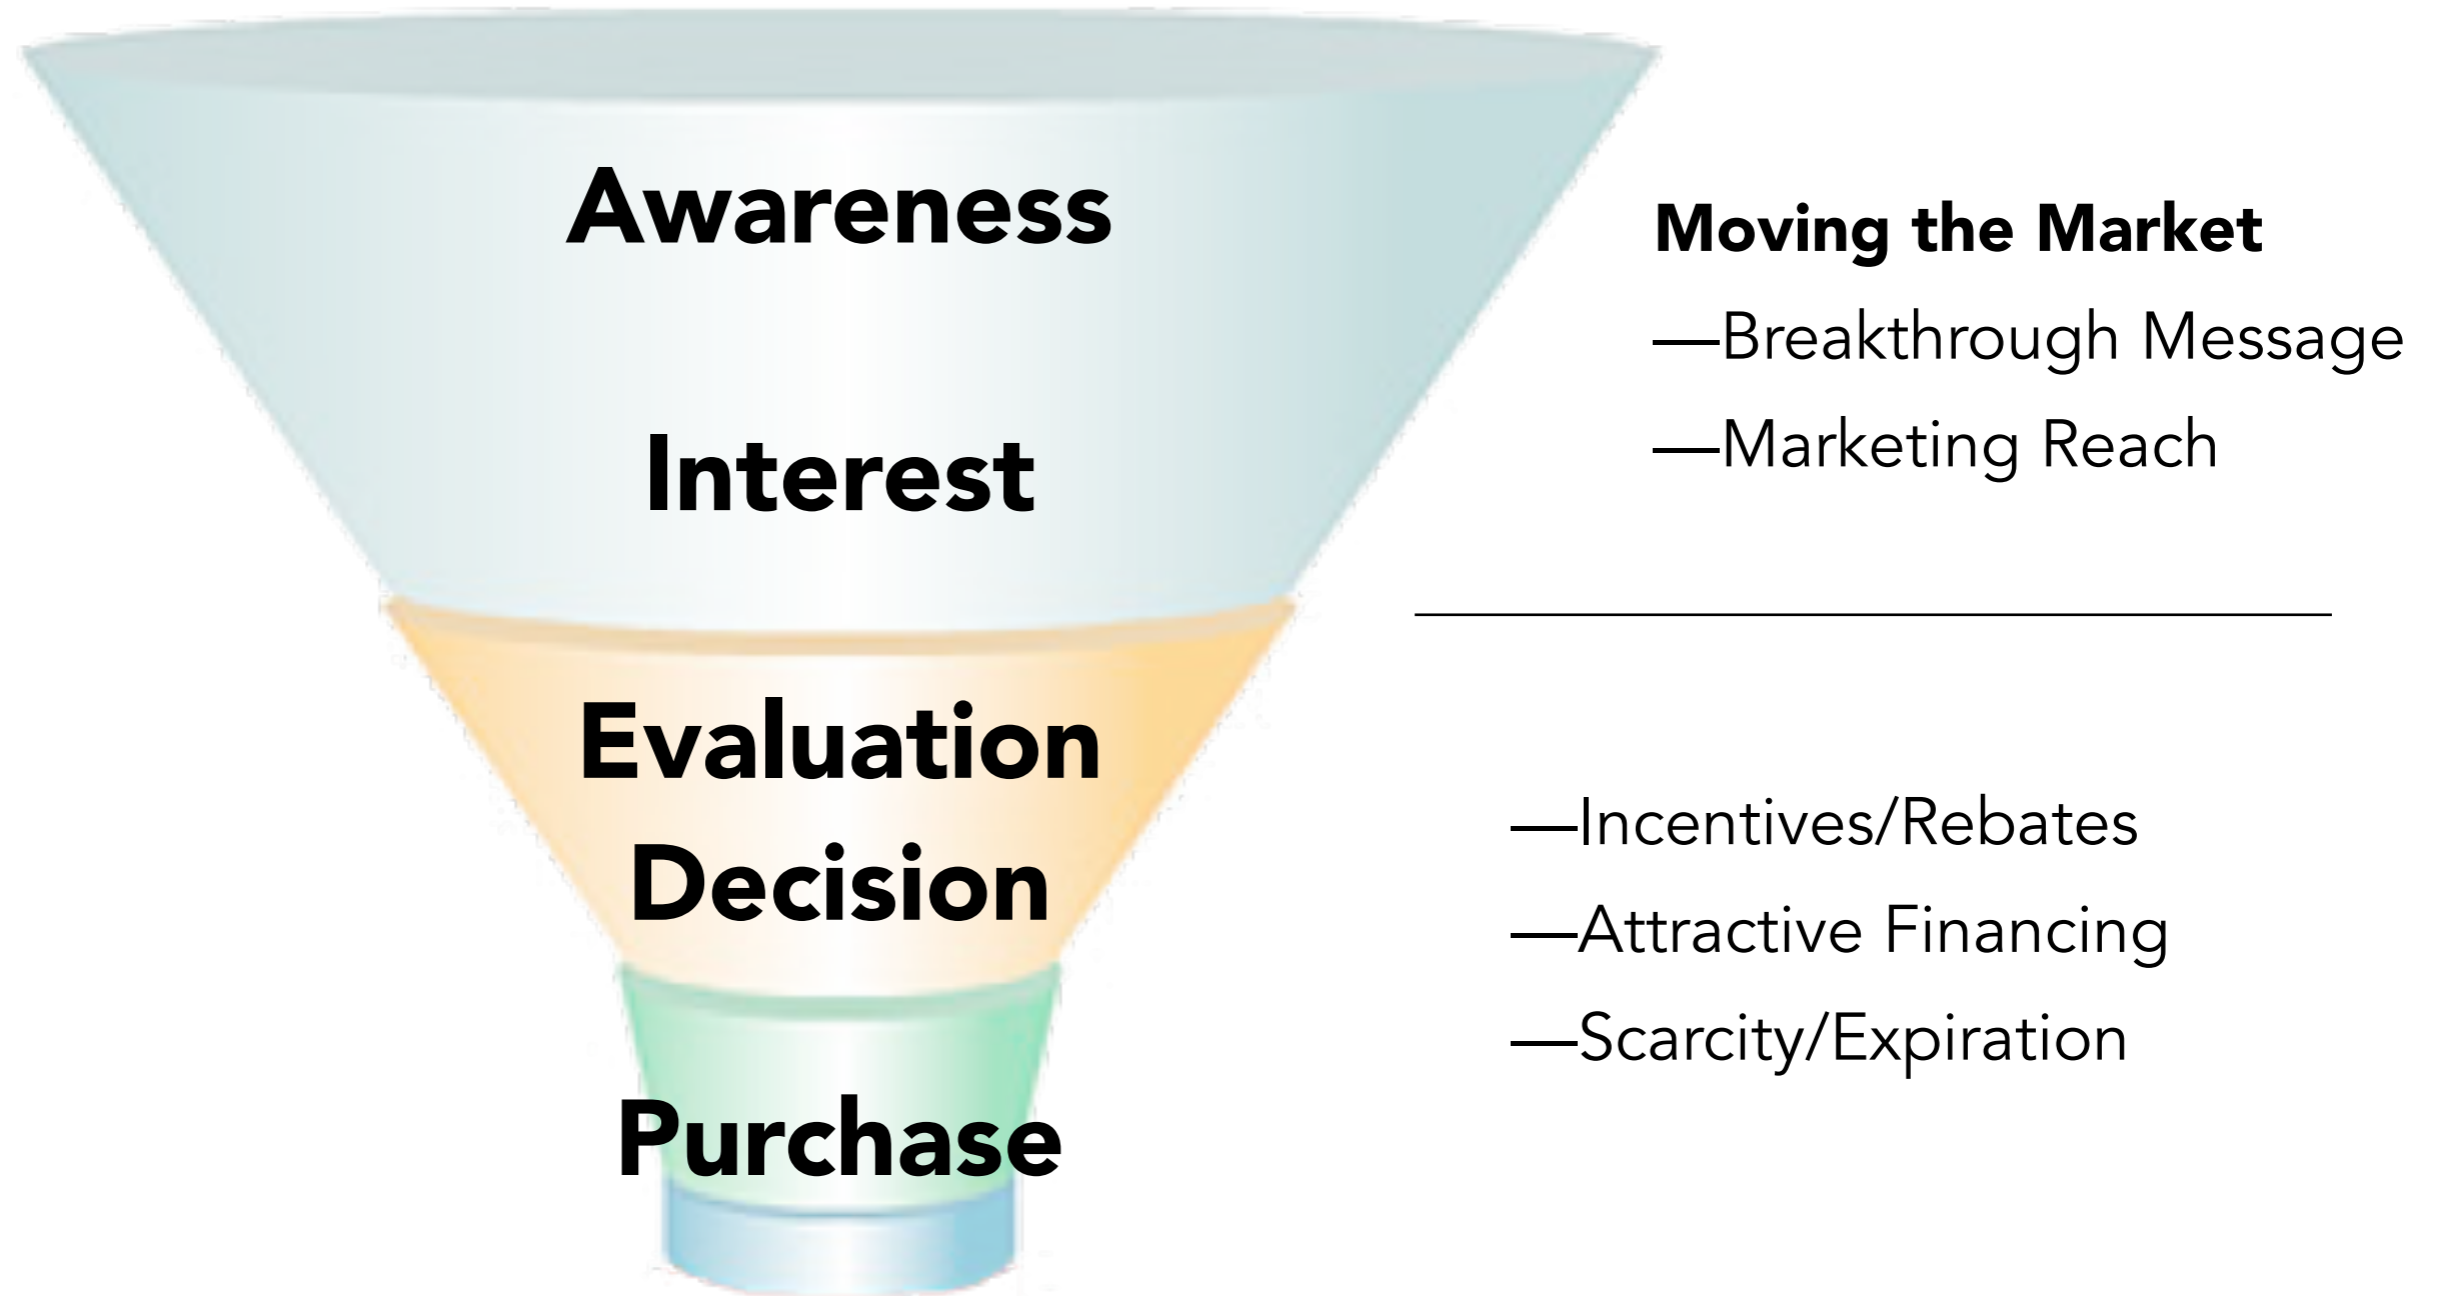 Awareness
Interest
Evaluation
Decision
Purchase
Moving the Market
—Breakthrough Message
—Marketing Reach
—Incentives/Rebates
—Attractive Financing
—Scarcity/Expiration